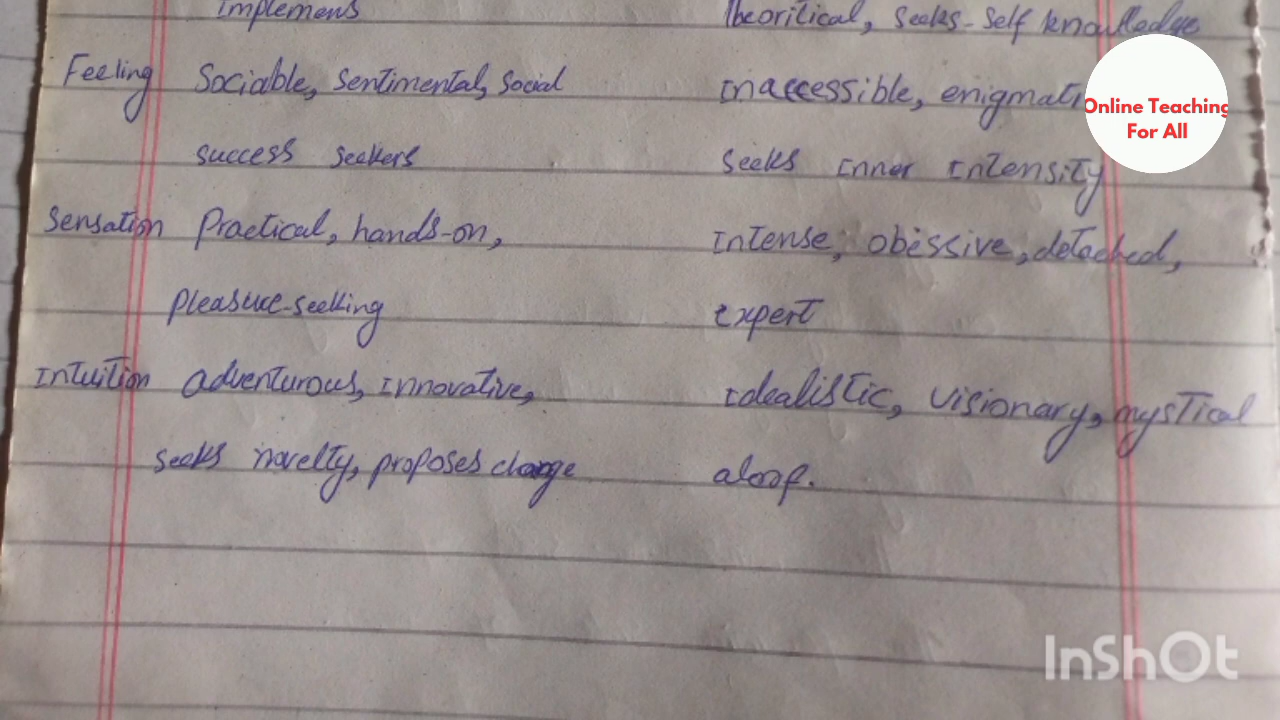 Implemens Theoritical, seeks-self knowledge
Feeling Sociable, sentimental, social inaccessible, enigmati
success seekers seeks inner intensity
Sensation Practical, hands-on, intense, obessive, detached,
pleasure-seeking expert
Intuition adventurous, innovative, idealistic, visionary, mystical
seeks novelty, proposes change aloof.
Online Teaching
For All
InShOt